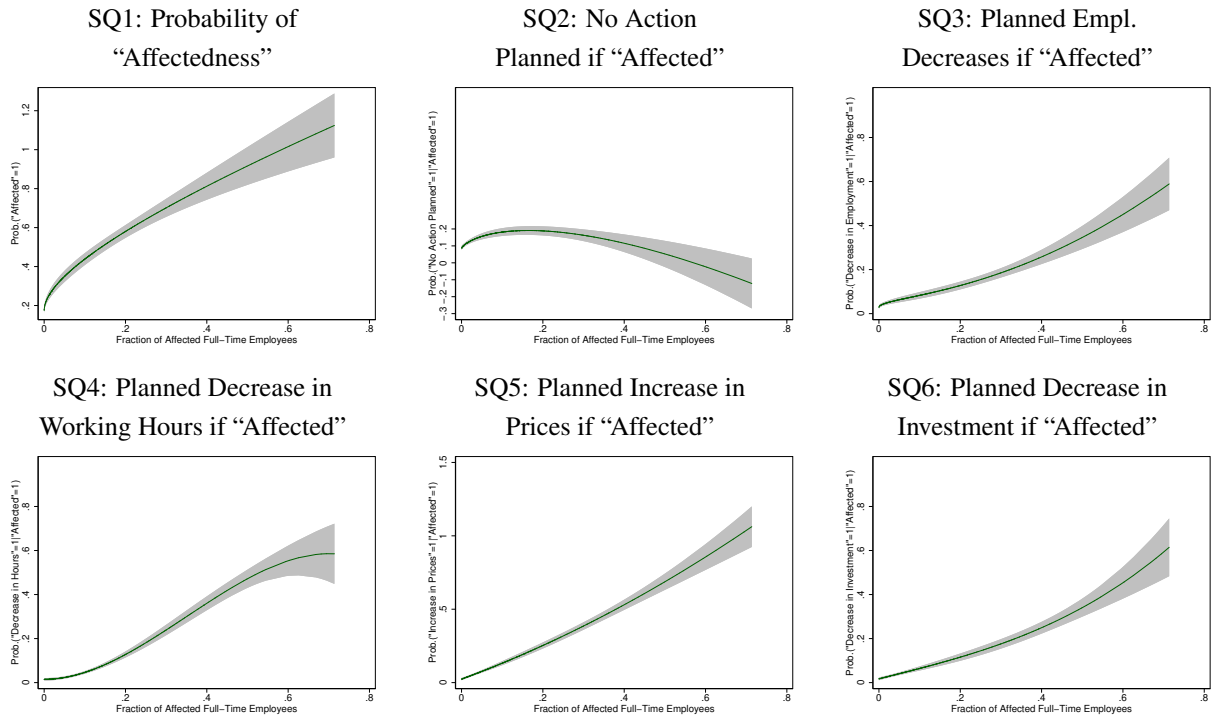 SQ1: Probability of
“Affectedness”
Prob.("Affected"=1)
.2
.4
.6
.8
1
1.2
0
.2
.4
.6
.8
Fraction of Affected Full−Time Employees
SQ2: No Action
Planned if “Affected”
Prob.("No Action Planned"=1|"Affected"=1)
−.3
−.2
−.1
0
.1
.2
0
.2
.4
.6
.8
Fraction of Affected Full−Time Employees
SQ3: Planned Empl.
Decreases if “Affected”
Prob.("Decrease in Employment"=1|"Affected"=1)
0
.2
.4
.6
.8
0
.2
.4
.6
.8
Fraction of Affected Full−Time Employees
SQ4: Planned Decrease in
Working Hours if “Affected”
Prob.("Decrease in Hours"=1|"Affected"=1)
0
.2
.4
.6
.8
0
.2
.4
.6
.8
Fraction of Affected Full−Time Employees
SQ5: Planned Increase in
Prices if “Affected”
Prob.("Increase in Prices"=1|"Affected"=1)
0
.5
1
1.5
0
.2
.4
.6
.8
Fraction of Affected Full−Time Employees
SQ6: Planned Decrease in
Investment if “Affected”
Prob.("Decrease in Investment"=1|"Affected"=1)
0
.2
.4
.6
.8
0
.2
.4
.6
.8
Fraction of Affected Full−Time Employees